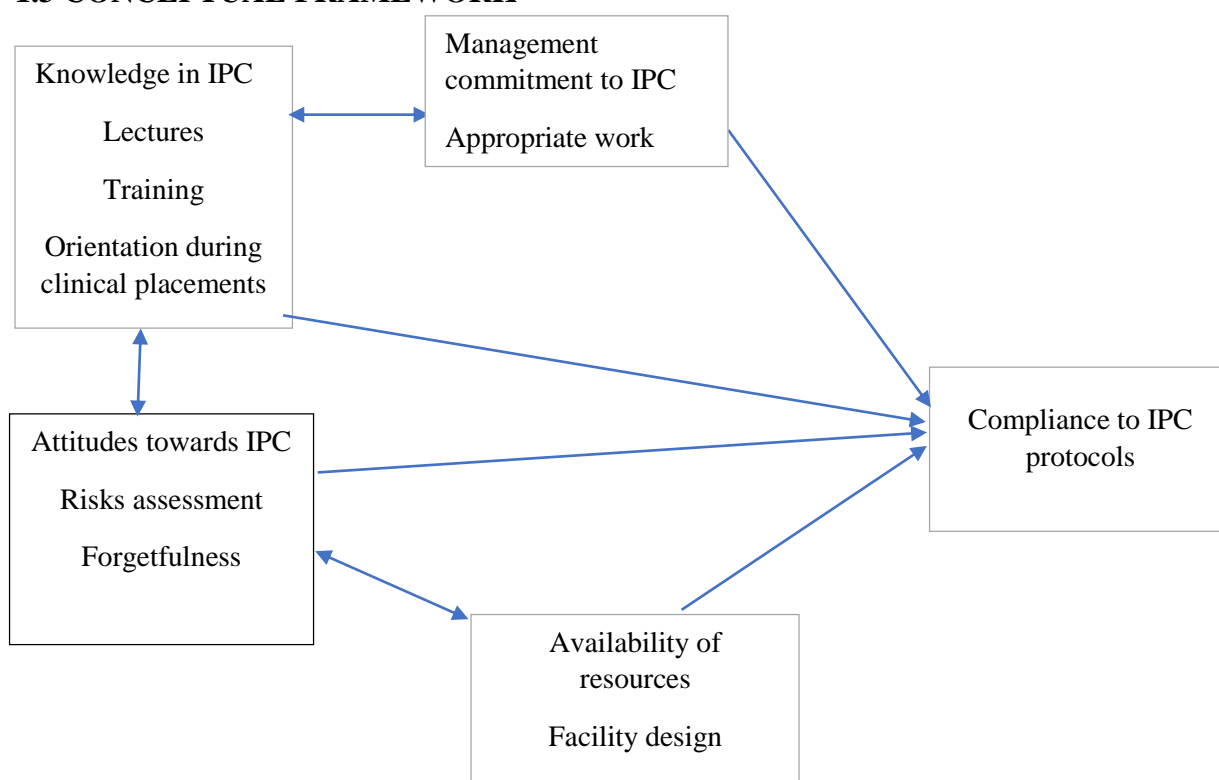 Management
commitment to IPC
Appropriate work
Knowledge in IPC
Lectures
Training
Orientation during
clinical placements
Compliance to IPC
protocols
Attitudes towards IPC
Risks assessment
Forgetfulness
Availability of
resources
Facility design